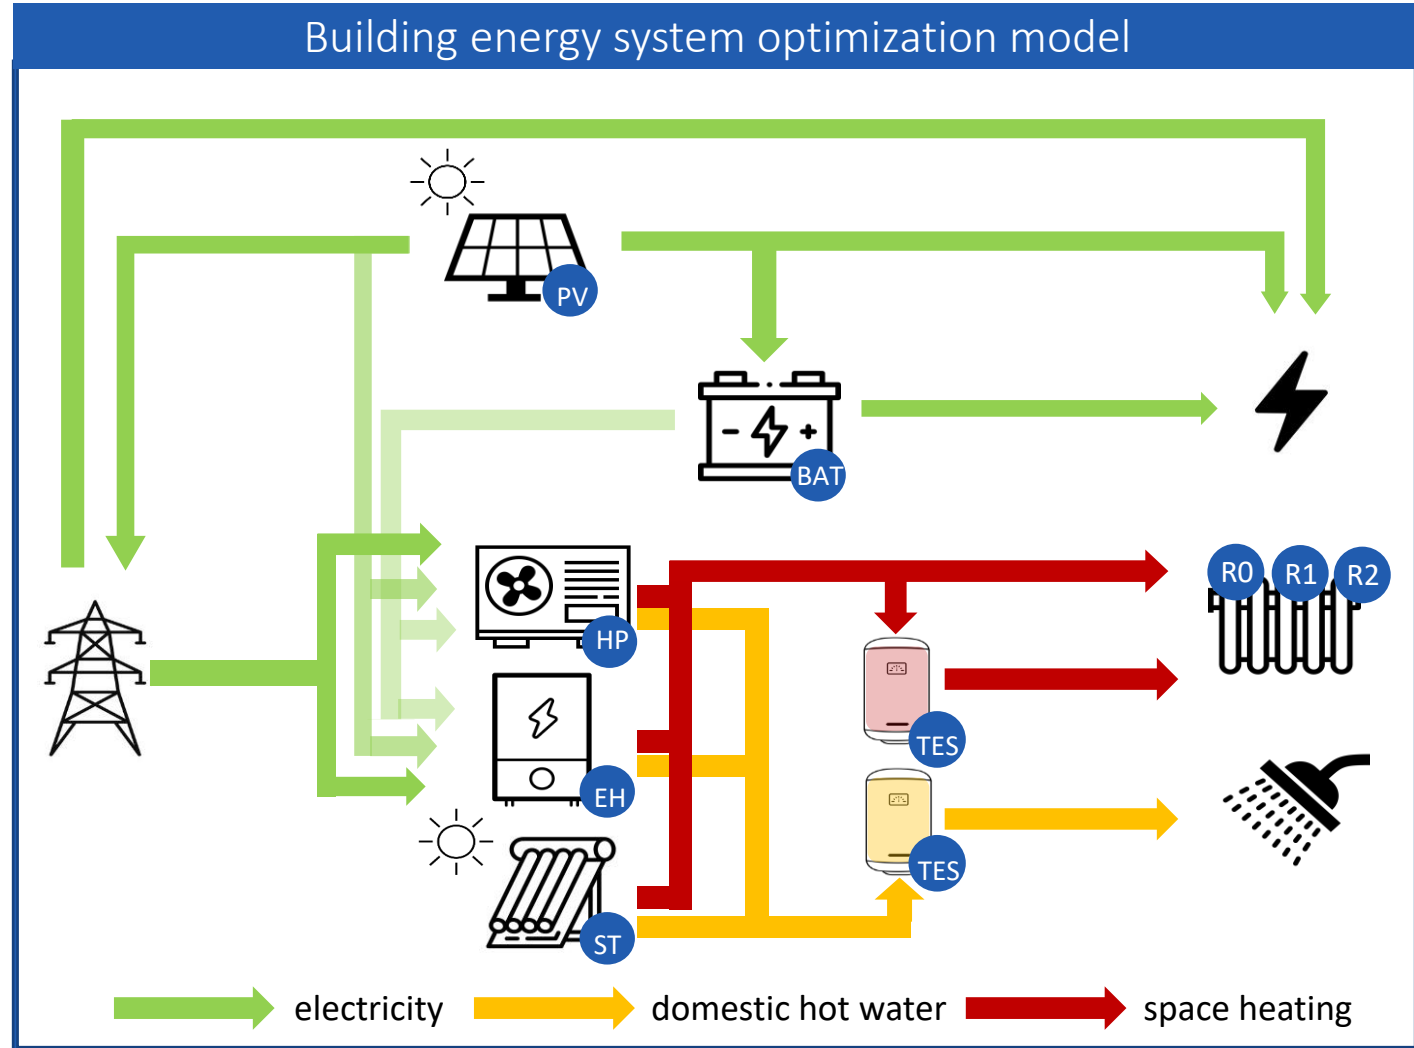 Building energy system optimization model
PV
BAT
R0 R1 R2
HP
TES
EH
TES
ST
electricity domestic hot water space heating